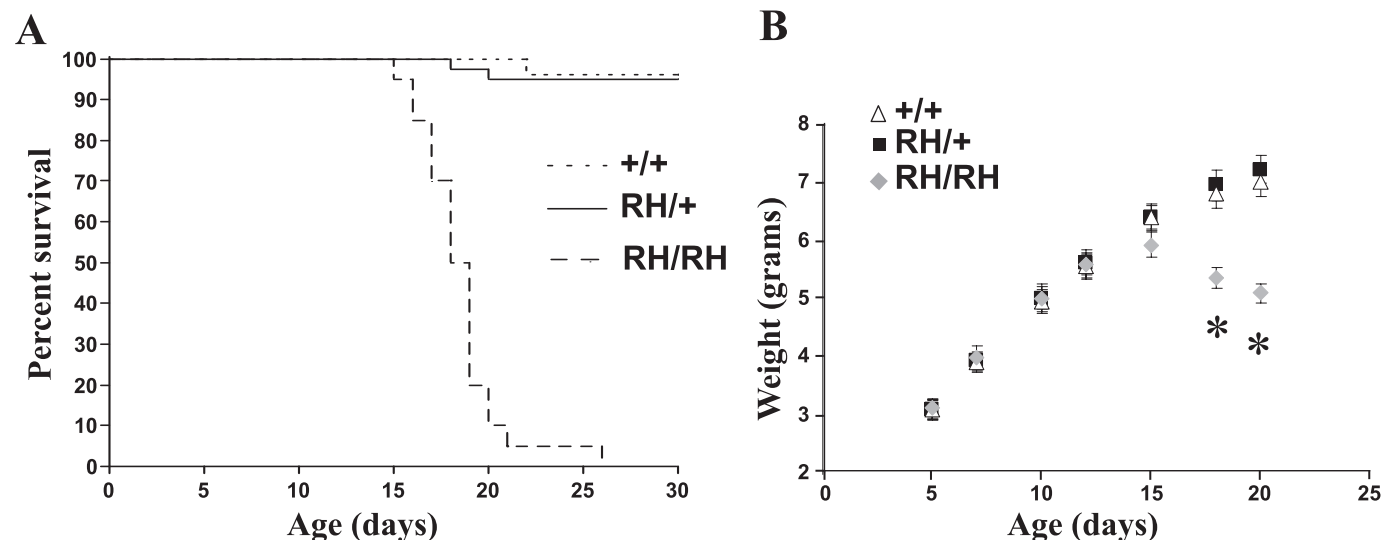 A
Percent survival
100
90
80
70
60
50
40
30
20
10
0
0 5 10 15 20 25 30
Age (days)
+/+
RH/+
RH/RH
B
Weight (grams)
8
7
6
5
4
3
2
0 5 10 15 20 25
Age (days)
+/+
RH/+
RH/RH
* *